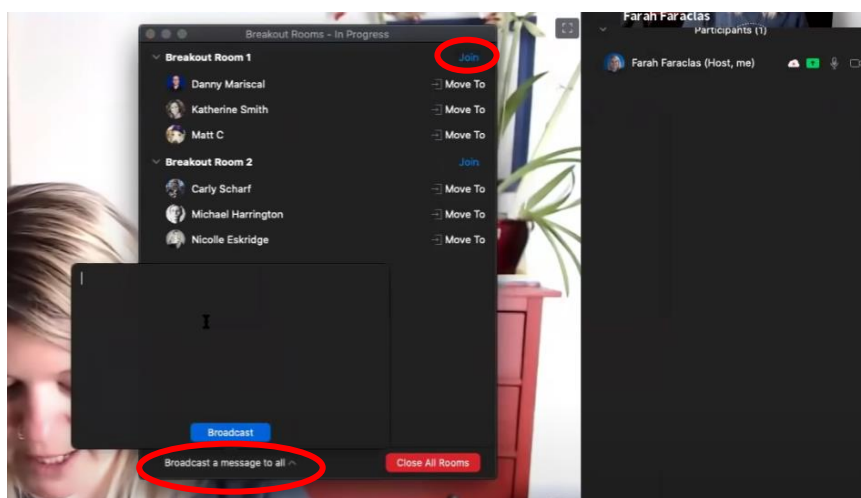 Breakout Rooms - In Progress
Breakout Room 1 Join
Danny Mariscal Move To
Katherine Smith Move To
Matt C Move To
Breakout Room 2 Join
Carly Scharf Move To
Michael Harrington Move To
Nicolle Eskridge Move To
Broadcast
Broadcast a message to all
Close All Rooms
Farah Faraclas
Participants (1)
Farah Faraclas (Host, me)